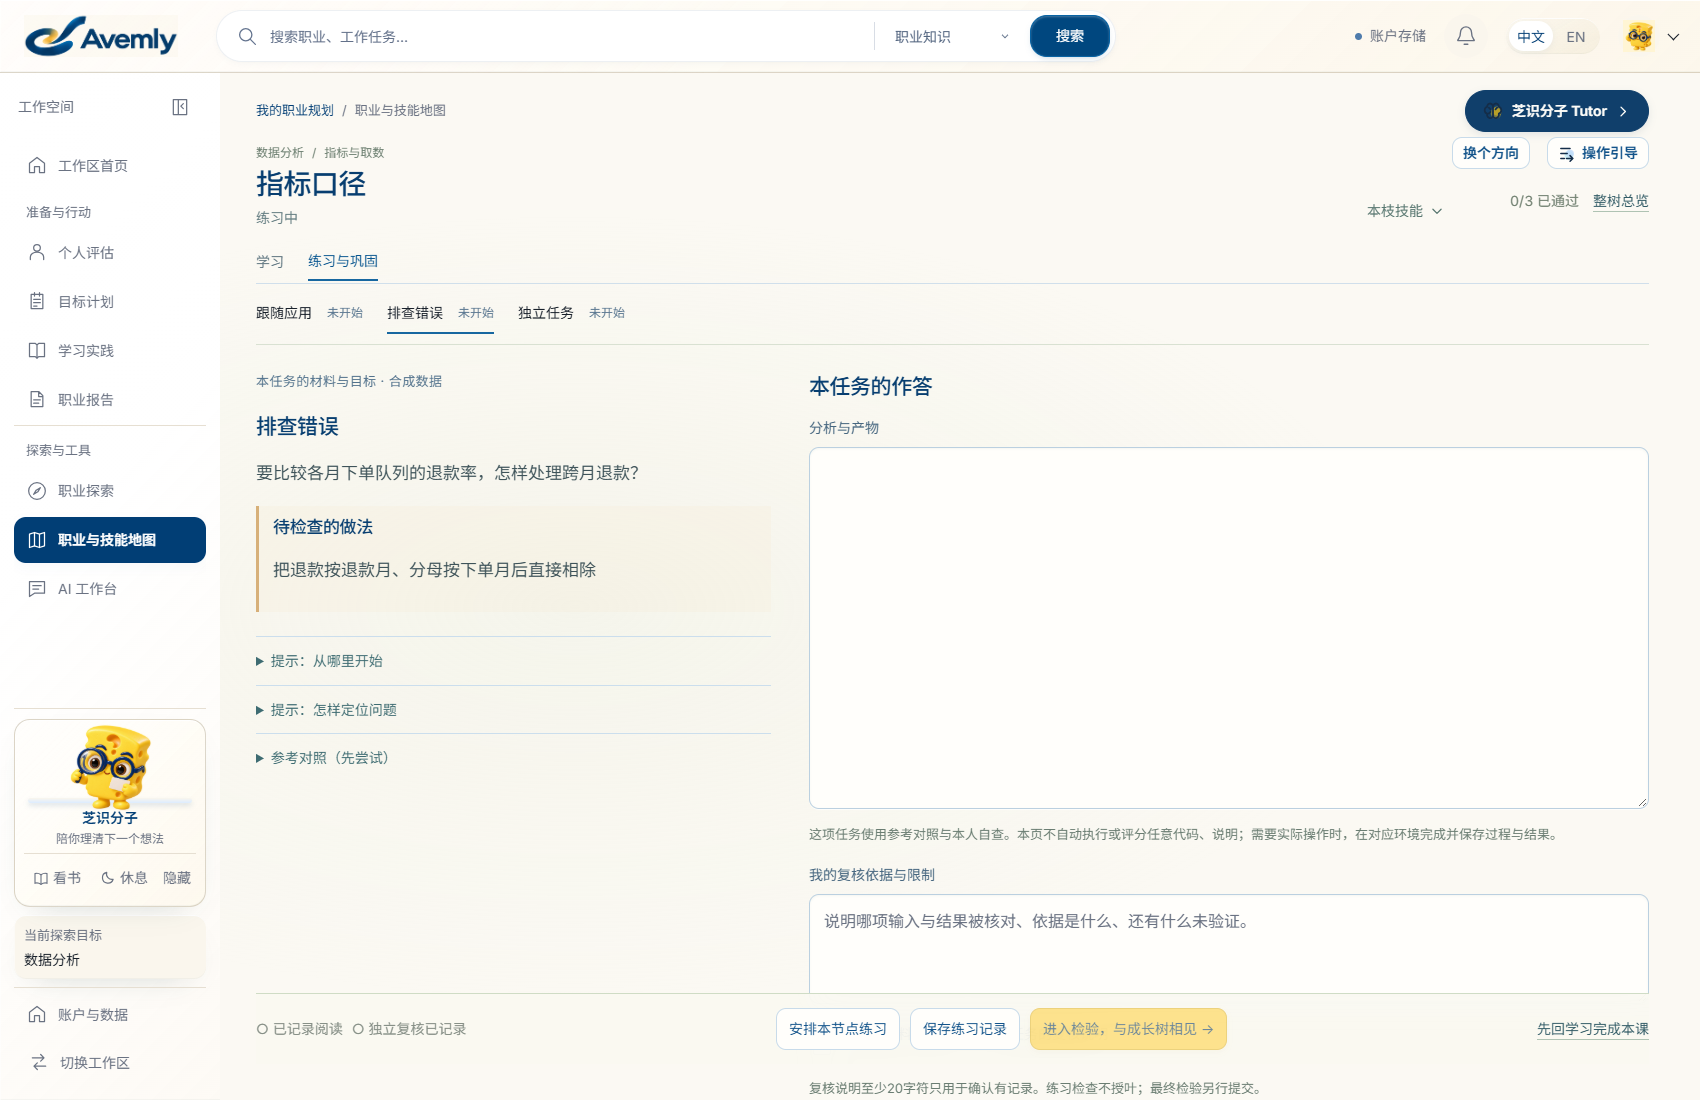 Avemly
搜索职业、工作任务...
职业知识
搜索
账户存储
中文
EN
工作空间
工作区首页
准备与行动
个人评估
目标计划
学习实践
职业报告
探索与工具
职业探索
职业与技能地图
AI 工作台
芝识分子
陪你理清下一个想法
看书
休息
隐藏
当前探索目标
数据分析
账户与数据
切换工作区
我的职业规划 / 职业与技能地图
芝识分子 Tutor
数据分析 / 指标与取数
换个方向
操作引导
指标口径
练习中
本枝技能
0/3 已通过
整树总览
学习
练习与巩固
跟随应用 未开始
排查错误 未开始
独立任务 未开始
本任务的材料与目标 · 合成数据
排查错误
要比较各月下单队列的退款率，怎样处理跨月退款？
待检查的做法
把退款按退款月、分母按下单月后直接相除
提示：从哪里开始
提示：怎样定位问题
参考对照（先尝试）
本任务的作答
分析与产物
这项任务使用参考对照与本人自查。本页不自动执行或评分任意代码、说明；需要实际操作时，在对应环境完成并保存过程与结果。
我的复核依据与限制
说明哪项输入与结果被核对、依据是什么、还有什么未验证。
已记录阅读
独立复核已记录
安排本节点练习
保存练习记录
进入检验，与成长树相见 →
先回学习完成本课
复核说明至少20字符只用于确认有记录。练习检查不授叶；最终检验另行提交。